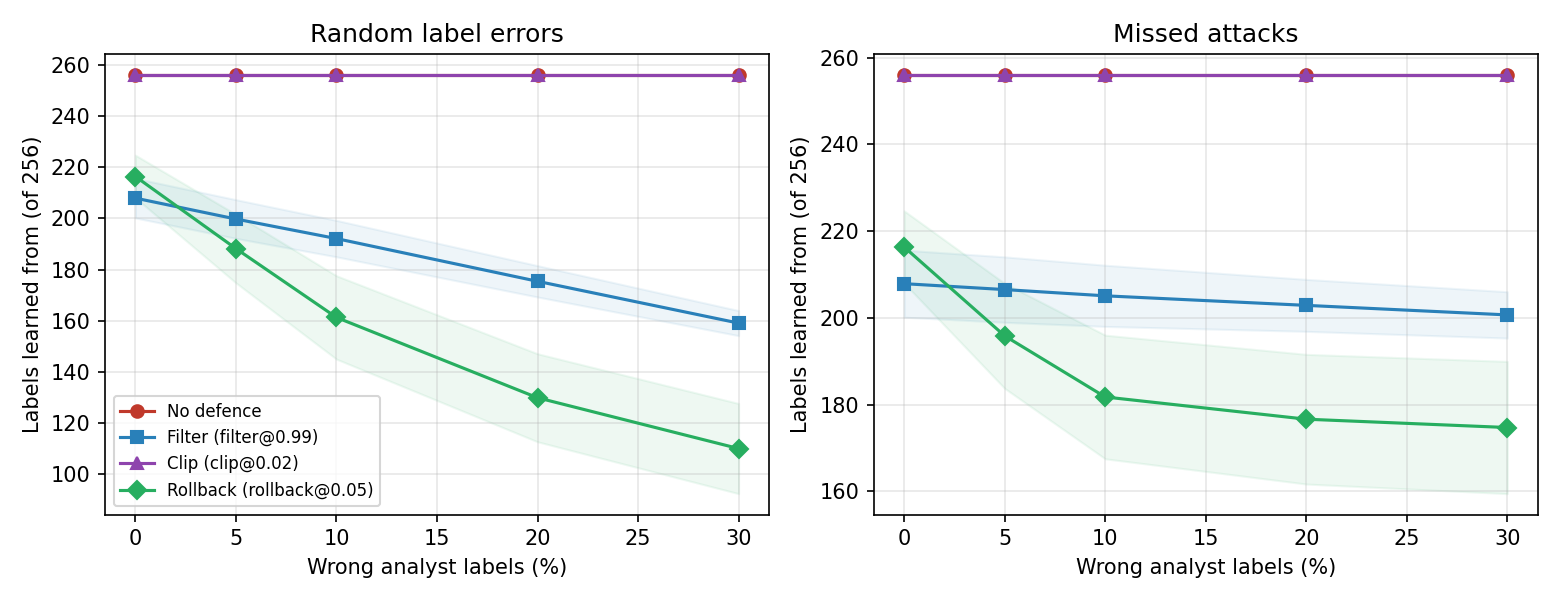 Random label errors
Labels learned from (of 256)
260
240
220
200
180
160
140
120
100
No defence
Filter (filter@0.99)
Clip (clip@0.02)
Rollback (rollback@0.05)
0 5 10 15 20 25 30
Wrong analyst labels (%)
Missed attacks
Labels learned from (of 256)
260
240
220
200
180
160
0 5 10 15 20 25 30
Wrong analyst labels (%)